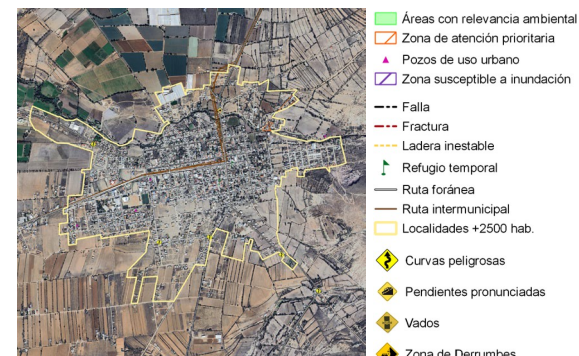 Áreas con relevancia ambiental
Zona de atención prioritaria
Pozos de uso urbano
Zona susceptible a inundación
Falla
Fractura
Ladera inestable
Refugio temporal
Ruta foránea
Ruta intermunicipal
Localidades +2500 hab.
Curvas peligrosas
Pendientes pronunciadas
Vados
Zona de Derrumbes